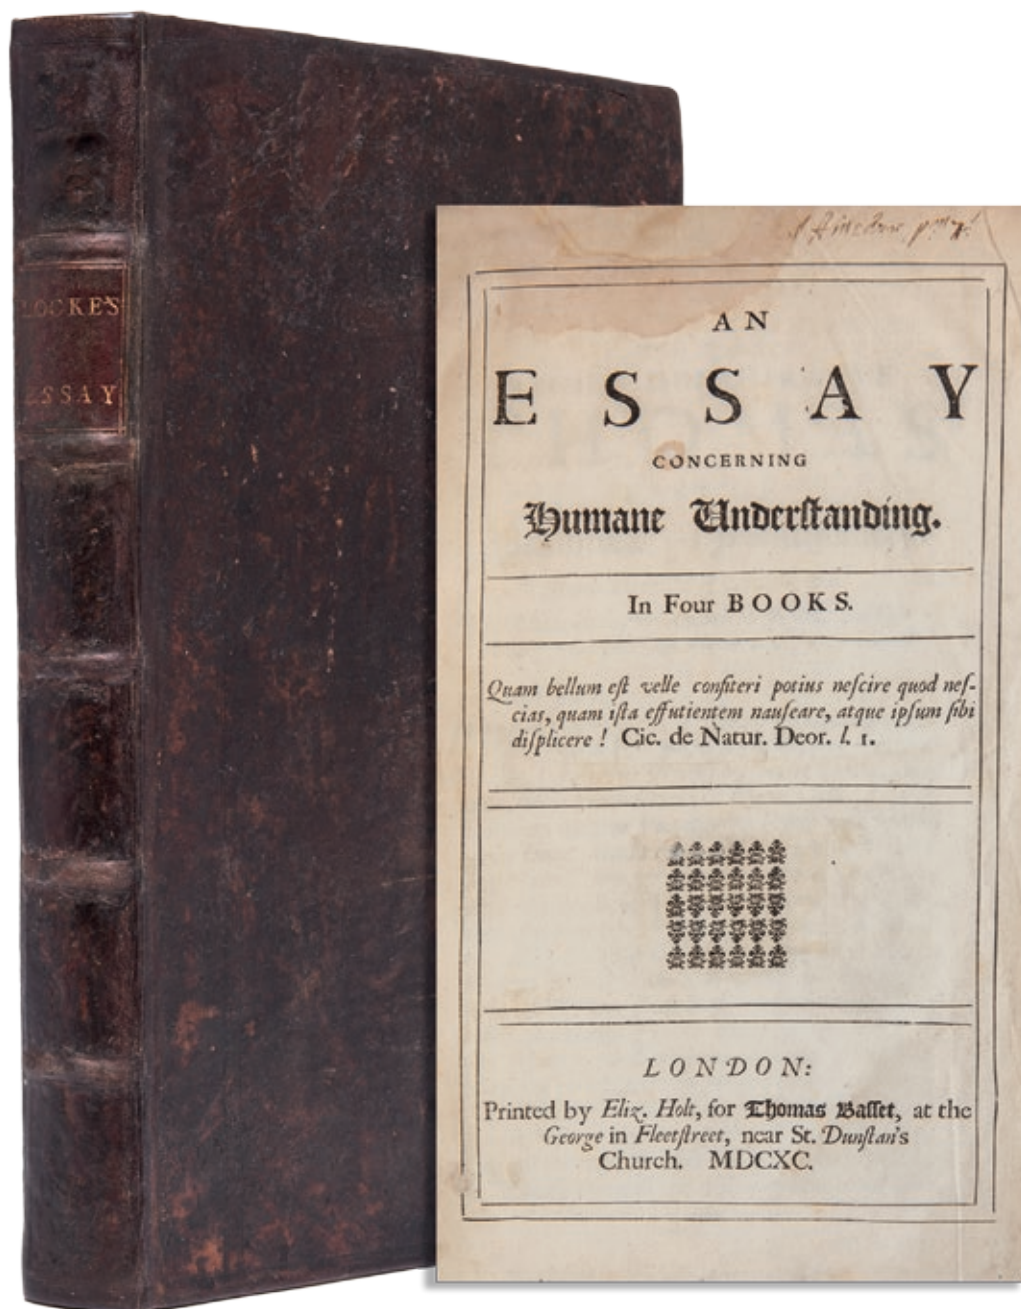 LOCKE'S
ESSAY
AN
ESSAY
CONCERNING
Humane Underſtanding.
In Four BOOKS.
Quam bellum eſt velle confiteri potius neſcire quod neſ-
cias, quam iſta effutientem nauſeare, atque ipſum ſibi
diſplicere! Cic. de Natur. Deor. l. 1.
LONDON:
Printed by Eliz. Holt, for Thomas Baſſet, at the
George in Fleetſtreet, near St. Dunſtan's
Church. MDCXC.